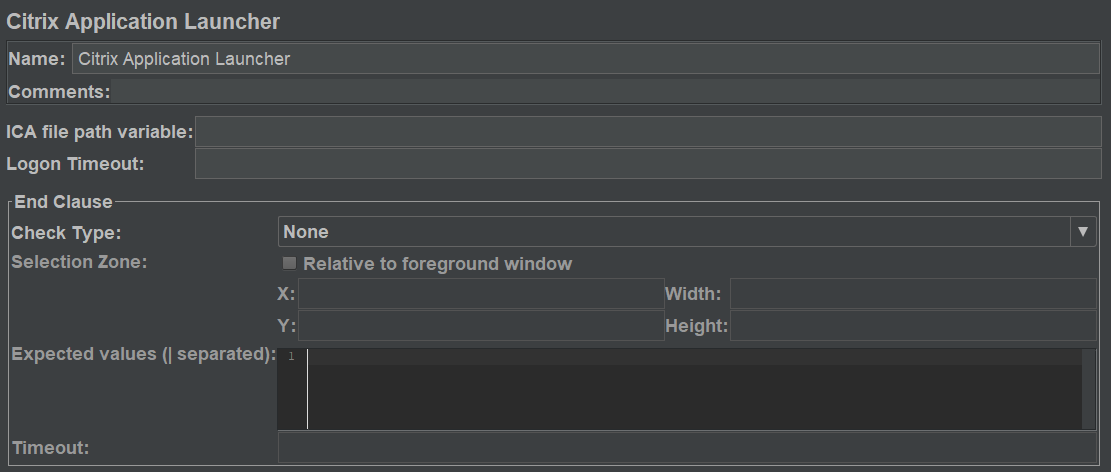 Citrix Application Launcher
Name: Citrix Application Launcher
Comments:
ICA file path variable:
Logon Timeout:
End Clause
Check Type: None
Selection Zone: Relative to foreground window
X: Width:
Y: Height:
Expected values (| separated): 1
Timeout: